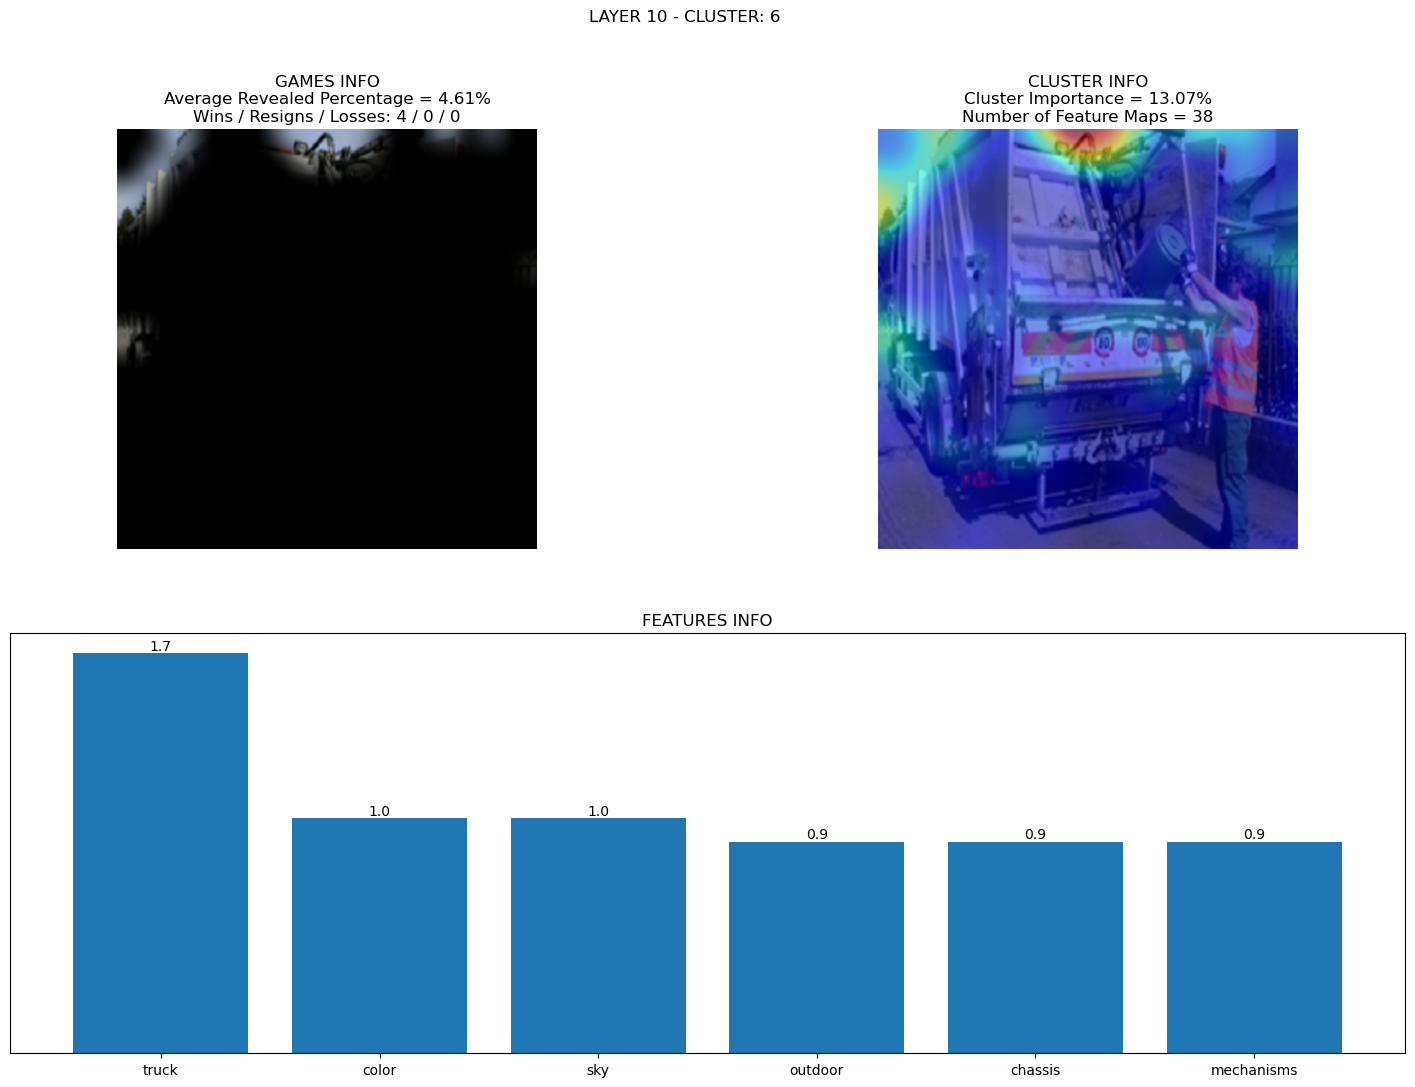 LAYER 10 - CLUSTER: 6
GAMES INFO
Average Revealed Percentage = 4.61%
Wins / Resigns / Losses: 4 / 0 / 0
CLUSTER INFO
Cluster Importance = 13.07%
Number of Feature Maps = 38
80
100
FEATURES INFO
1.7
1.0
1.0
0.9
0.9
0.9
truck
color
sky
outdoor
chassis
mechanisms